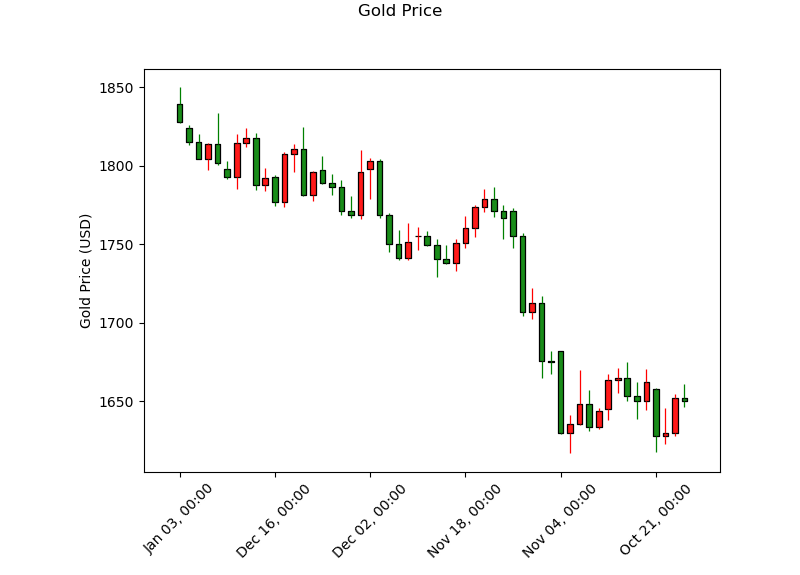 Gold Price
1850
1800
1750
1700
1650
Gold Price (USD)
Jan 03, 00:00
Dec 16, 00:00
Dec 02, 00:00
Nov 18, 00:00
Nov 04, 00:00
Oct 21, 00:00